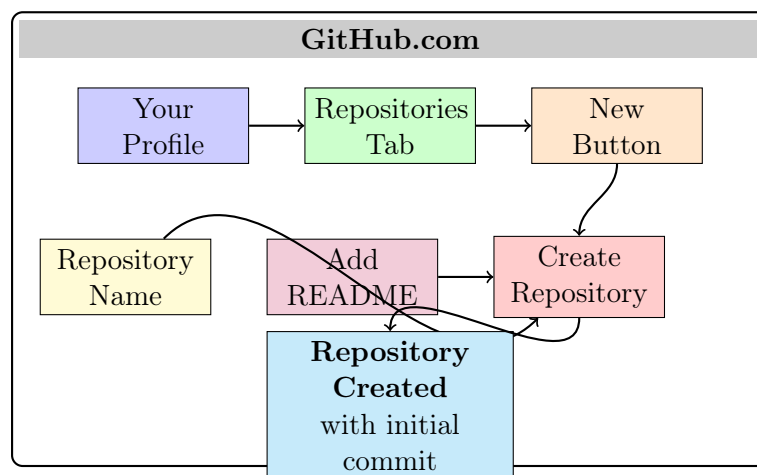 GitHub.com
Your
Profile
Repositories
Tab
New
Button
Repository
Name
Add
README
Create
Repository
Repository
Created
with initial
commit